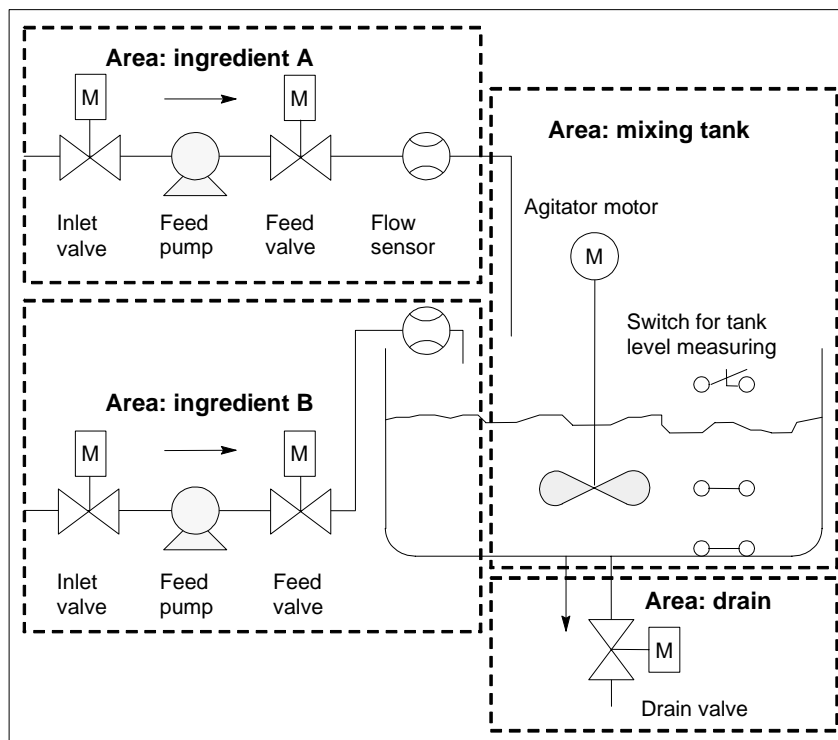 Area: ingredient A
M
M
Inlet
valve
Feed
pump
Feed
valve
Flow
sensor
Area: mixing tank
Agitator motor
M
Switch for tank
level measuring
Area: ingredient B
M
M
Inlet
valve
Feed
pump
Feed
valve
Area: drain
M
Drain valve